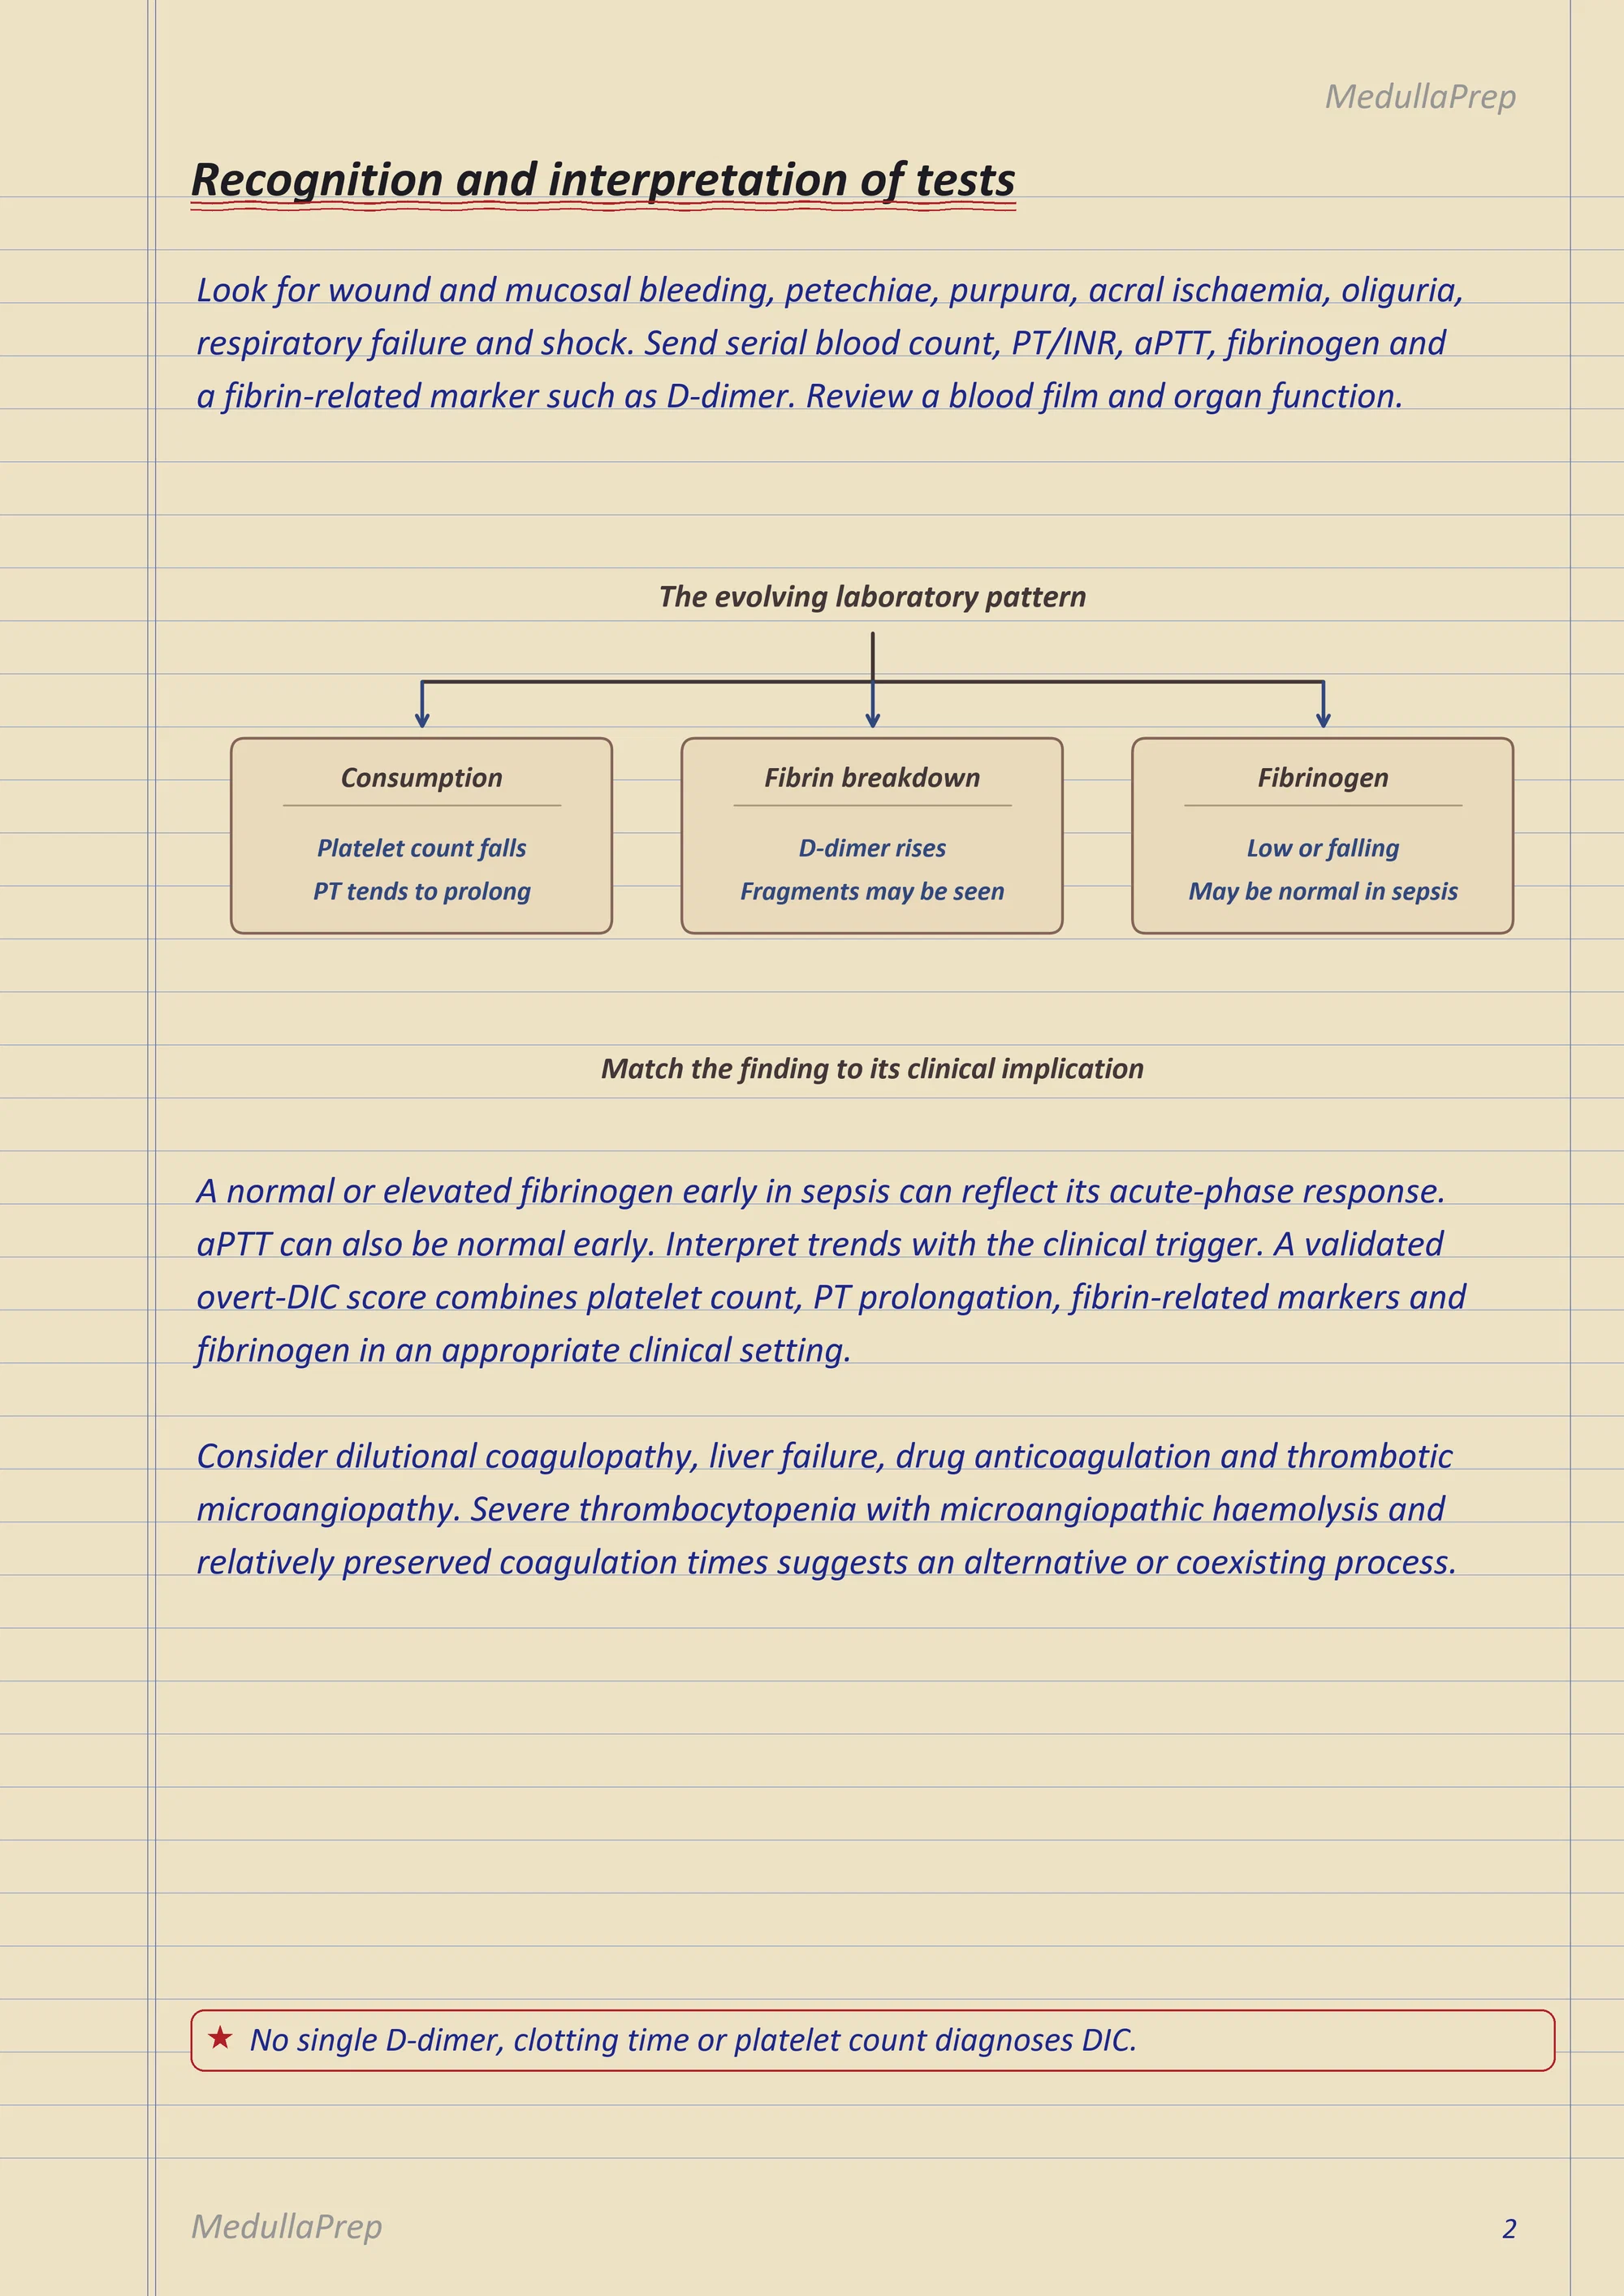 MedullaPrep
Recognition and interpretation of tests
Look for wound and mucosal bleeding, petechiae, purpura, acral ischaemia, oliguria,
respiratory failure and shock. Send serial blood count, PT/INR, aPTT, fibrinogen and
a fibrin-related marker such as D-dimer. Review a blood film and organ function.
The evolving laboratory pattern
Consumption
Platelet count falls
PT tends to prolong
Fibrin breakdown
D-dimer rises
Fragments may be seen
Fibrinogen
Low or falling
May be normal in sepsis
Match the finding to its clinical implication
A normal or elevated fibrinogen early in sepsis can reflect its acute-phase response.
aPTT can also be normal early. Interpret trends with the clinical trigger. A validated
overt-DIC score combines platelet count, PT prolongation, fibrin-related markers and
fibrinogen in an appropriate clinical setting.
Consider dilutional coagulopathy, liver failure, drug anticoagulation and thrombotic
microangiopathy. Severe thrombocytopenia with microangiopathic haemolysis and
relatively preserved coagulation times suggests an alternative or coexisting process.
★ No single D-dimer, clotting time or platelet count diagnoses DIC.
MedullaPrep
2